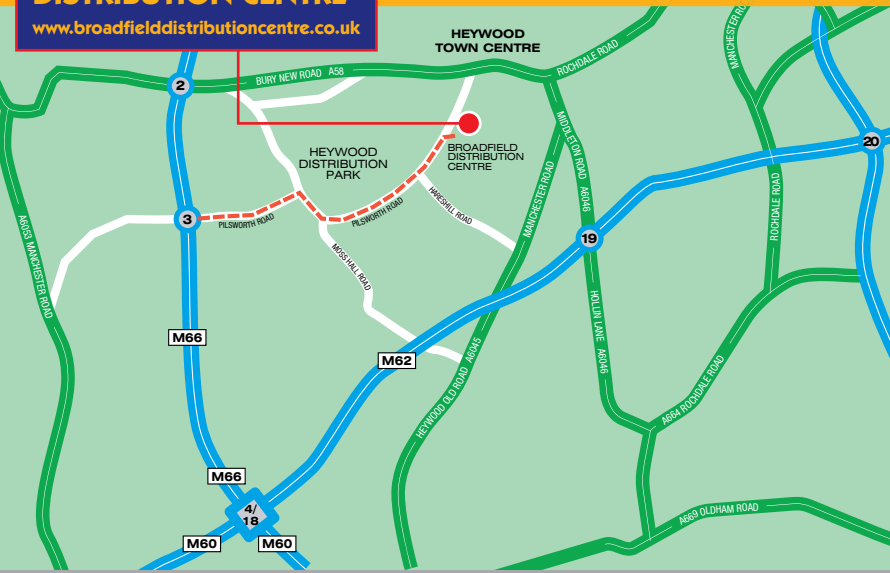 DISTRIBUTION CENTRE
www.broadfielddistributioncentre.co.uk
HEYWOOD
TOWN CENTRE
ROCHDALE ROAD
MANCHESTER RO
BURY NEW ROAD A58
2
20
HEYWOOD
DISTRIBUTION
PARK
BROADFIELD
DISTRIBUTION
CENTRE
MIDDLETON ROAD A6046
MANCHESTER ROAD
ROCHDALE ROAD
A6053 MANCHESTER ROAD
3
PILSWORTH ROAD
PILSWORTH ROAD
HARESHILL ROAD
19
MOSS HALL ROAD
HOLLIN LANE A6046
M66
M62
HEYWOOD OLD ROAD A6045
A664 ROCHDALE ROAD
M66
4/
18
M60
M60
A669 OLDHAM ROAD